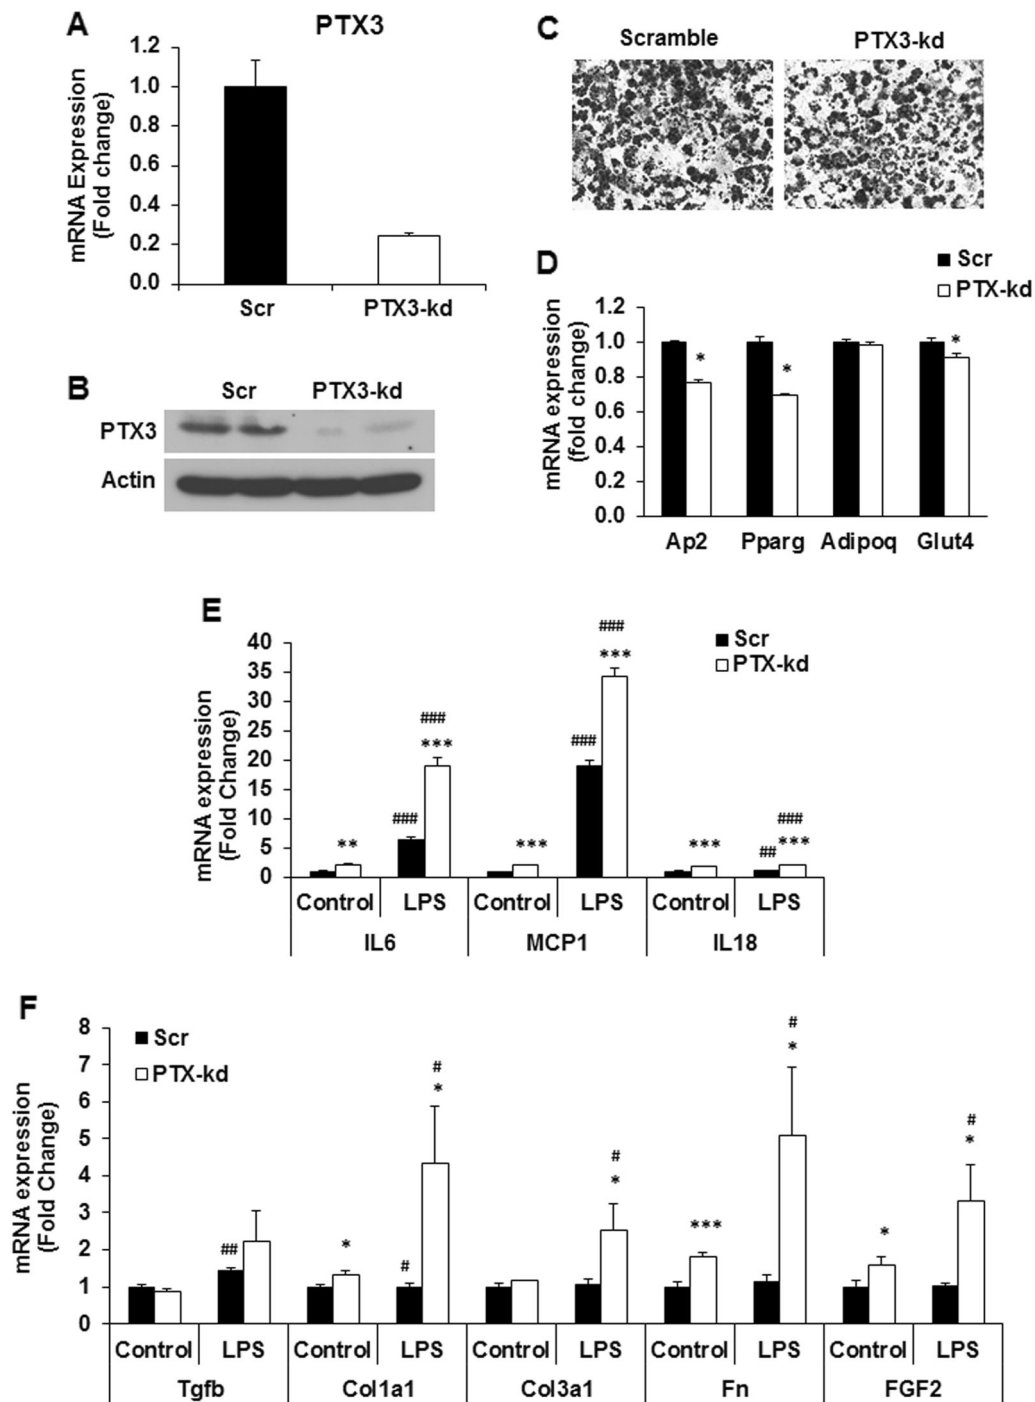 A
PTX3
mRNA Expression
(Fold change)
1.2
1.0
0.8
0.6
0.4
0.2
0.0
Scr
PTX3-kd
B
Scr
PTX3-kd
PTX3
Actin
C
Scramble
PTX3-kd
D
Scr
PTX-kd
mRNA expression
(fold change)
1.2
1.0
0.8
0.6
0.4
0.2
0.0
*
*
*
Ap2
Pparg
Adipoq
Glut4
E
Scr
PTX-kd
mRNA expression
(Fold Change)
40
35
30
25
20
15
10
5
0
**
###
###
***
***
###
###
***
***
##
###
***
Control
LPS
Control
LPS
Control
LPS
IL6
MCP1
IL18
F
Scr
PTX-kd
mRNA expression
(Fold Change)
8
7
6
5
4
3
2
1
0
##
*
#
#
*
#
*
***
#
*
*
#
*
Control
LPS
Control
LPS
Control
LPS
Control
LPS
Control
LPS
Tgfb
Col1a1
Col3a1
Fn
FGF2